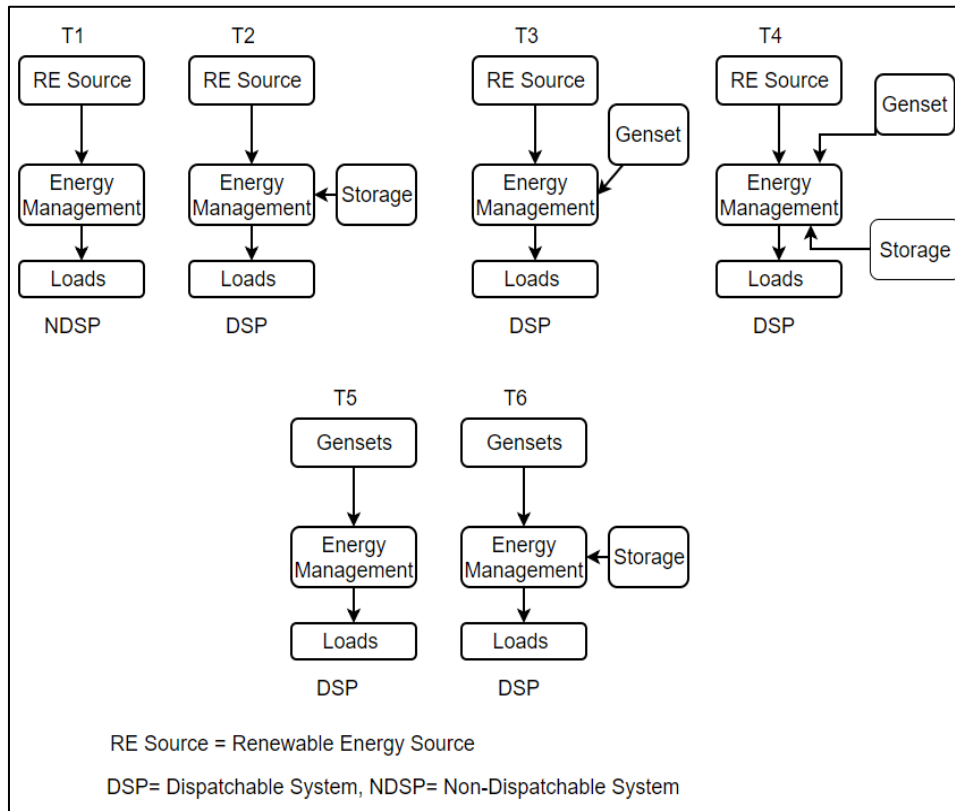 T1
RE Source
Energy
Management
Loads
NDSP
T2
RE Source
Energy
Management
Storage
Loads
DSP
T3
RE Source
Genset
Energy
Management
Loads
DSP
T4
RE Source
Genset
Energy
Management
Storage
Loads
DSP
T5
Gensets
Energy
Management
Loads
DSP
T6
Gensets
Energy
Management
Storage
Loads
DSP
RE Source = Renewable Energy Source
DSP= Dispatchable System, NDSP= Non-Dispatchable System